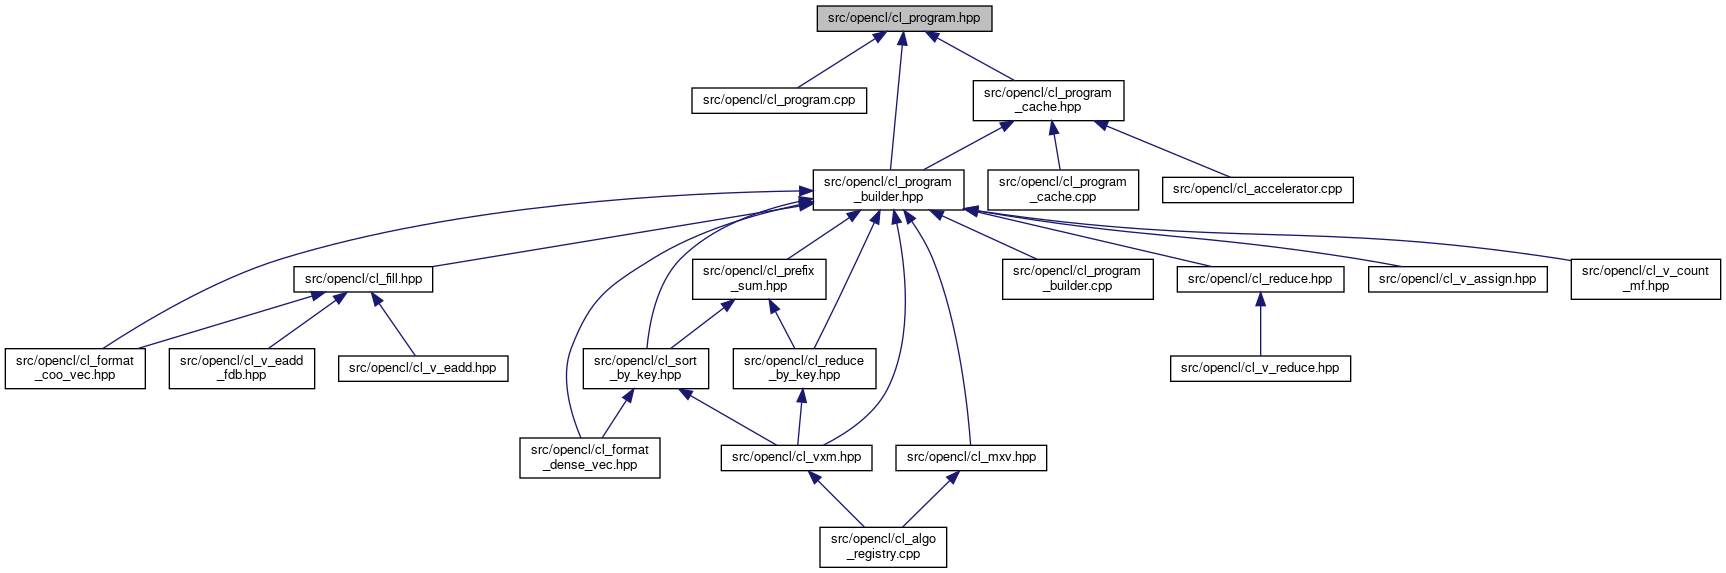 src/opencl/cl_program.hpp
src/opencl/cl_program.cpp
src/opencl/cl_program
_cache.hpp
src/opencl/cl_program
_builder.hpp
src/opencl/cl_program
_cache.cpp
src/opencl/cl_accelerator.cpp
src/opencl/cl_fill.hpp
src/opencl/cl_prefix
_sum.hpp
src/opencl/cl_program
_builder.cpp
src/opencl/cl_reduce.hpp
src/opencl/cl_v_assign.hpp
src/opencl/cl_v_count
_mf.hpp
src/opencl/cl_format
_coo_vec.hpp
src/opencl/cl_v_eadd
_fdb.hpp
src/opencl/cl_v_eadd.hpp
src/opencl/cl_sort
_by_key.hpp
src/opencl/cl_reduce
_by_key.hpp
src/opencl/cl_v_reduce.hpp
src/opencl/cl_format
_dense_vec.hpp
src/opencl/cl_vxm.hpp
src/opencl/cl_mxv.hpp
src/opencl/cl_algo
_registry.cpp